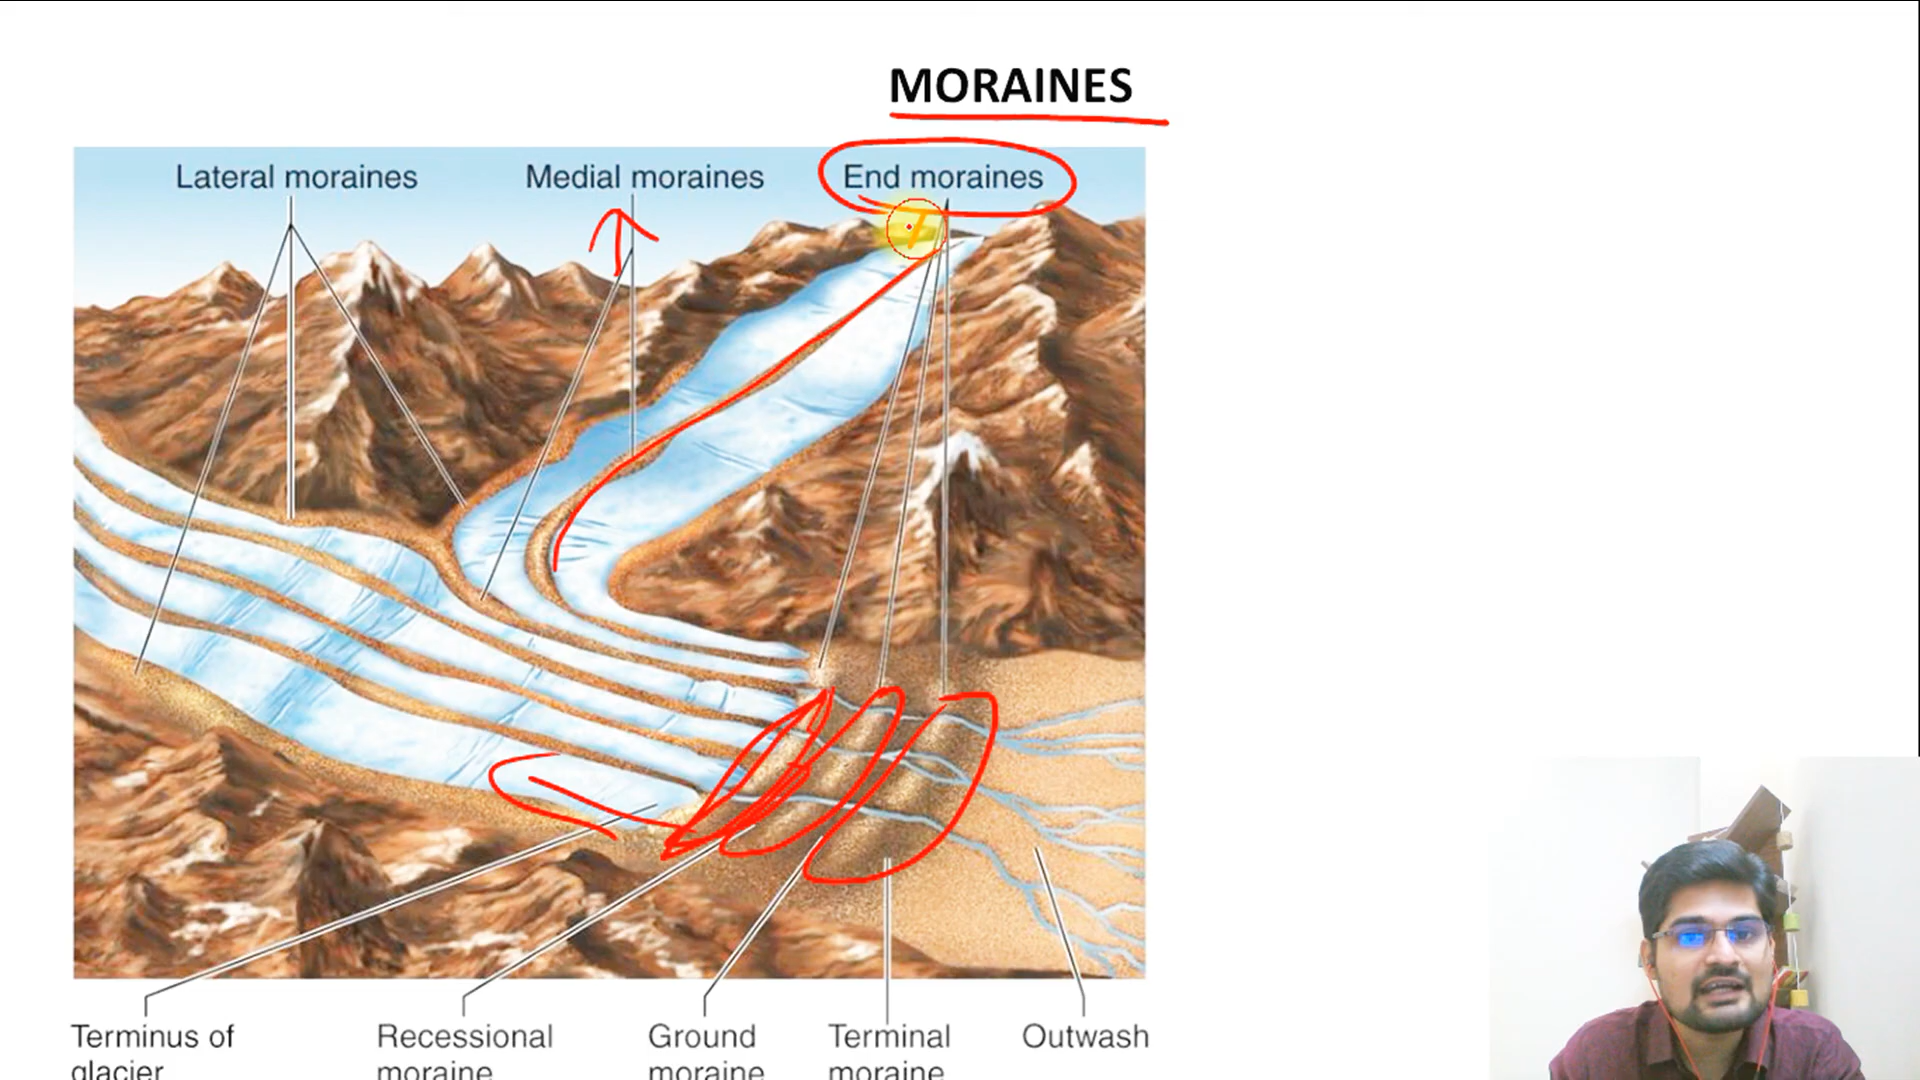 MORAINES
Lateral moraines
Medial moraines
End moraines
Terminus of
glacier
Recessional
moraine
Ground
moraine
Terminal
moraine
Outwash